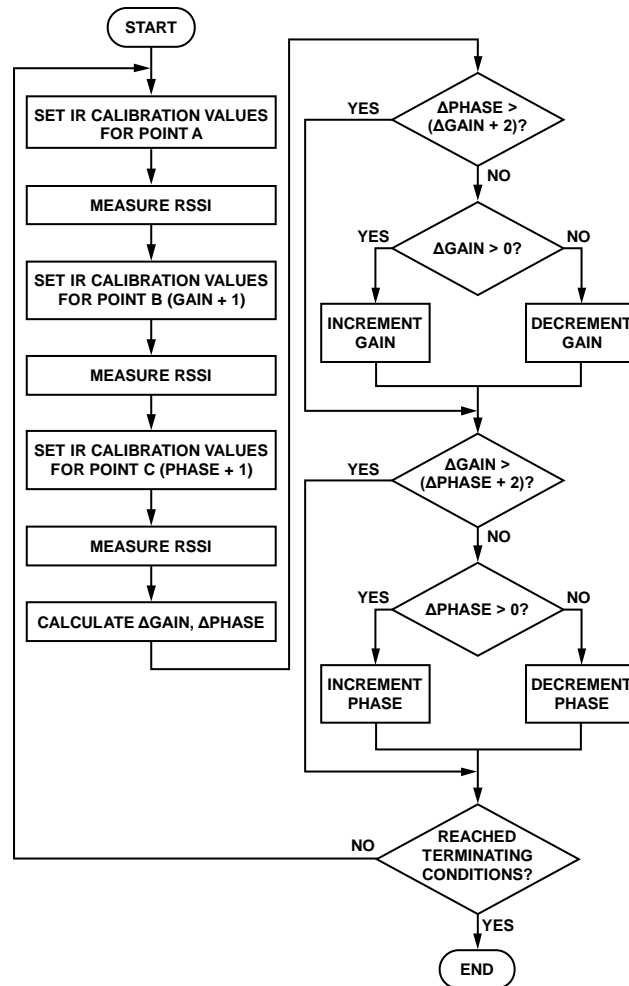 START
SET IR CALIBRATION VALUES
FOR POINT A
MEASURE RSSI
SET IR CALIBRATION VALUES
FOR POINT B (GAIN + 1)
MEASURE RSSI
SET IR CALIBRATION VALUES
FOR POINT C (PHASE + 1)
MEASURE RSSI
CALCULATE ΔGAIN, ΔPHASE
YES
ΔPHASE >
(ΔGAIN + 2)?
NO
YES
ΔGAIN > 0?
NO
INCREMENT
GAIN
DECREMENT
GAIN
YES
ΔGAIN >
(ΔPHASE + 2)?
NO
YES
ΔPHASE > 0?
NO
INCREMENT
PHASE
DECREMENT
PHASE
NO
REACHED
TERMINATING
CONDITIONS?
YES
END